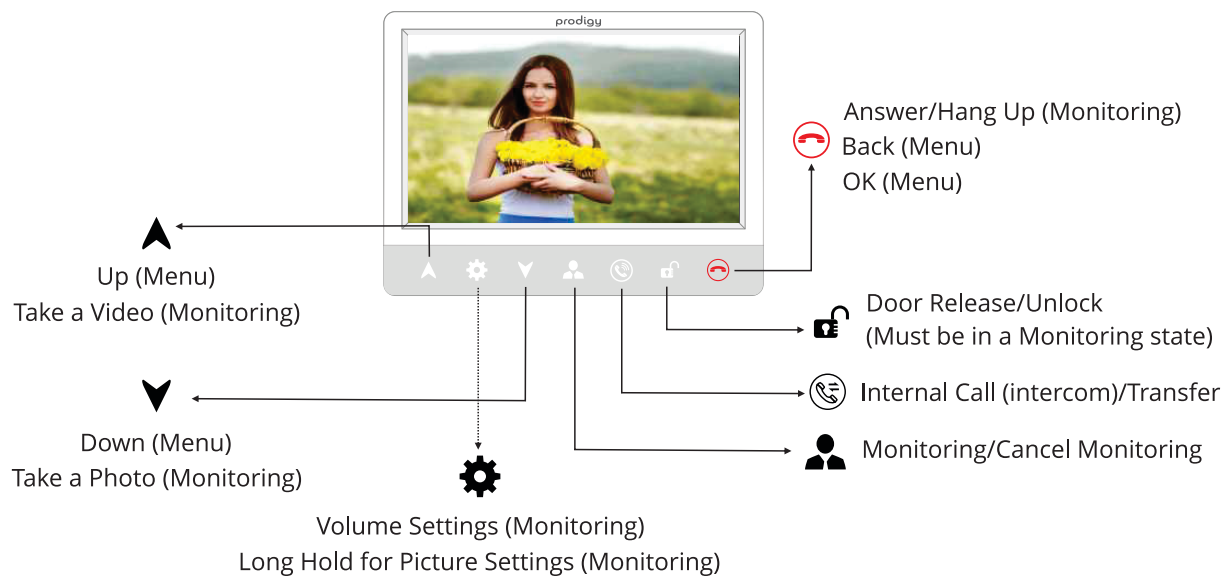 prodigy
Answer/Hang Up (Monitoring)
Back (Menu)
OK (Menu)
Up (Menu)
Take a Video (Monitoring)
Door Release/Unlock
(Must be in a Monitoring state)
Internal Call (intercom)/Transfer
Down (Menu)
Take a Photo (Monitoring)
Monitoring/Cancel Monitoring
Volume Settings (Monitoring)
Long Hold for Picture Settings (Monitoring)